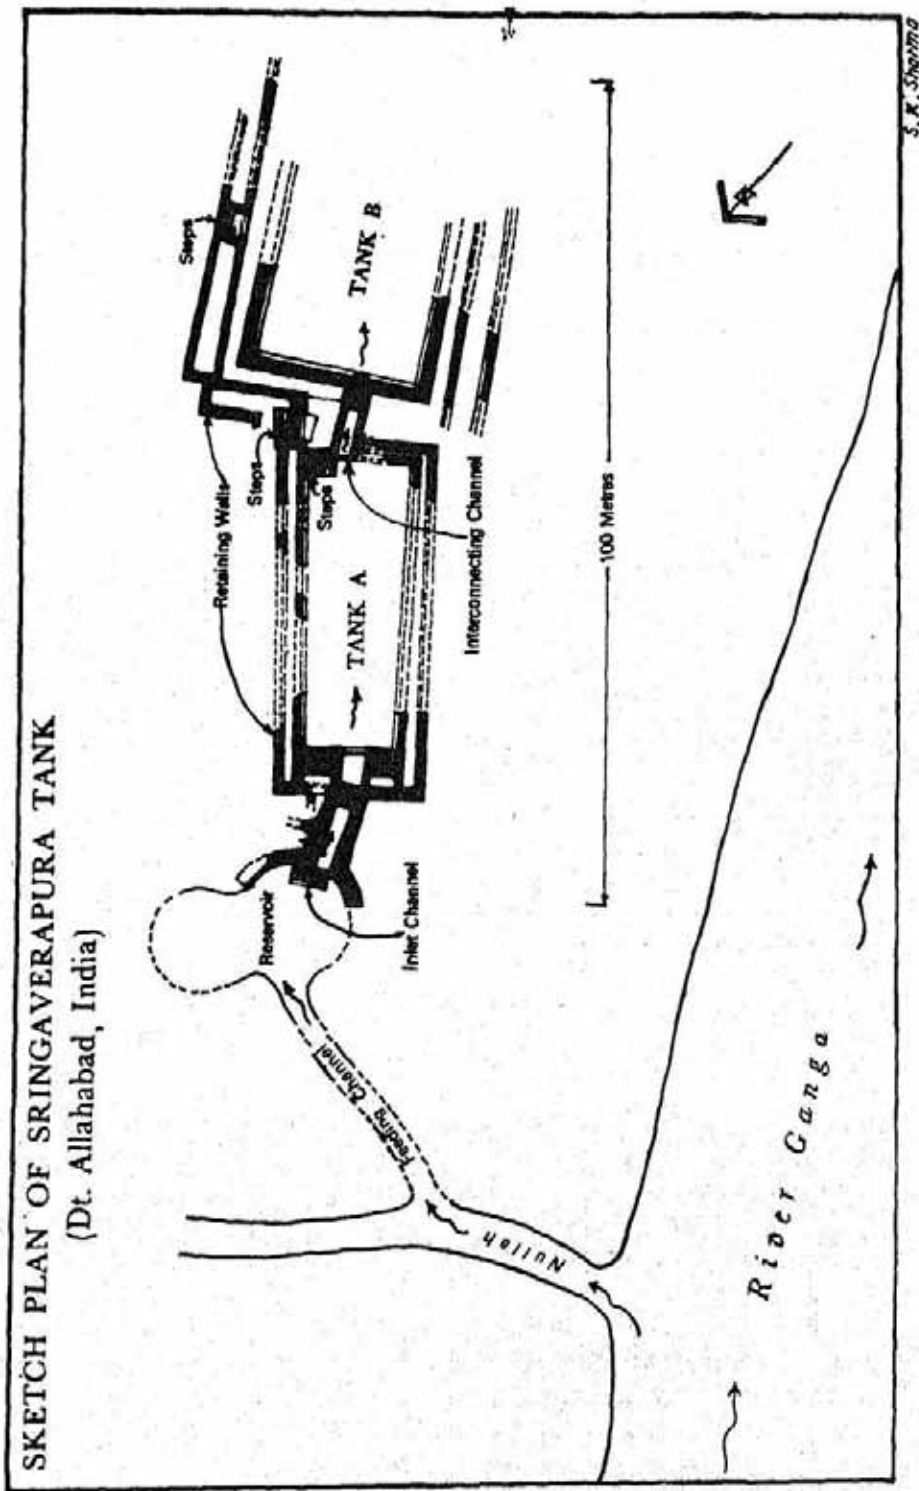 SKETCH PLAN OF SRINGAVERAPURA TANK
(Dt. Allahabad, India)
Steps
Retaining Walls
Steps
Steps
TANK B
TANK A
Reservoir
Inlet Channel
Interconnecting Channel
Feeding Channel
Nullah
100 Metres
River Ganga
S. K. Sharma